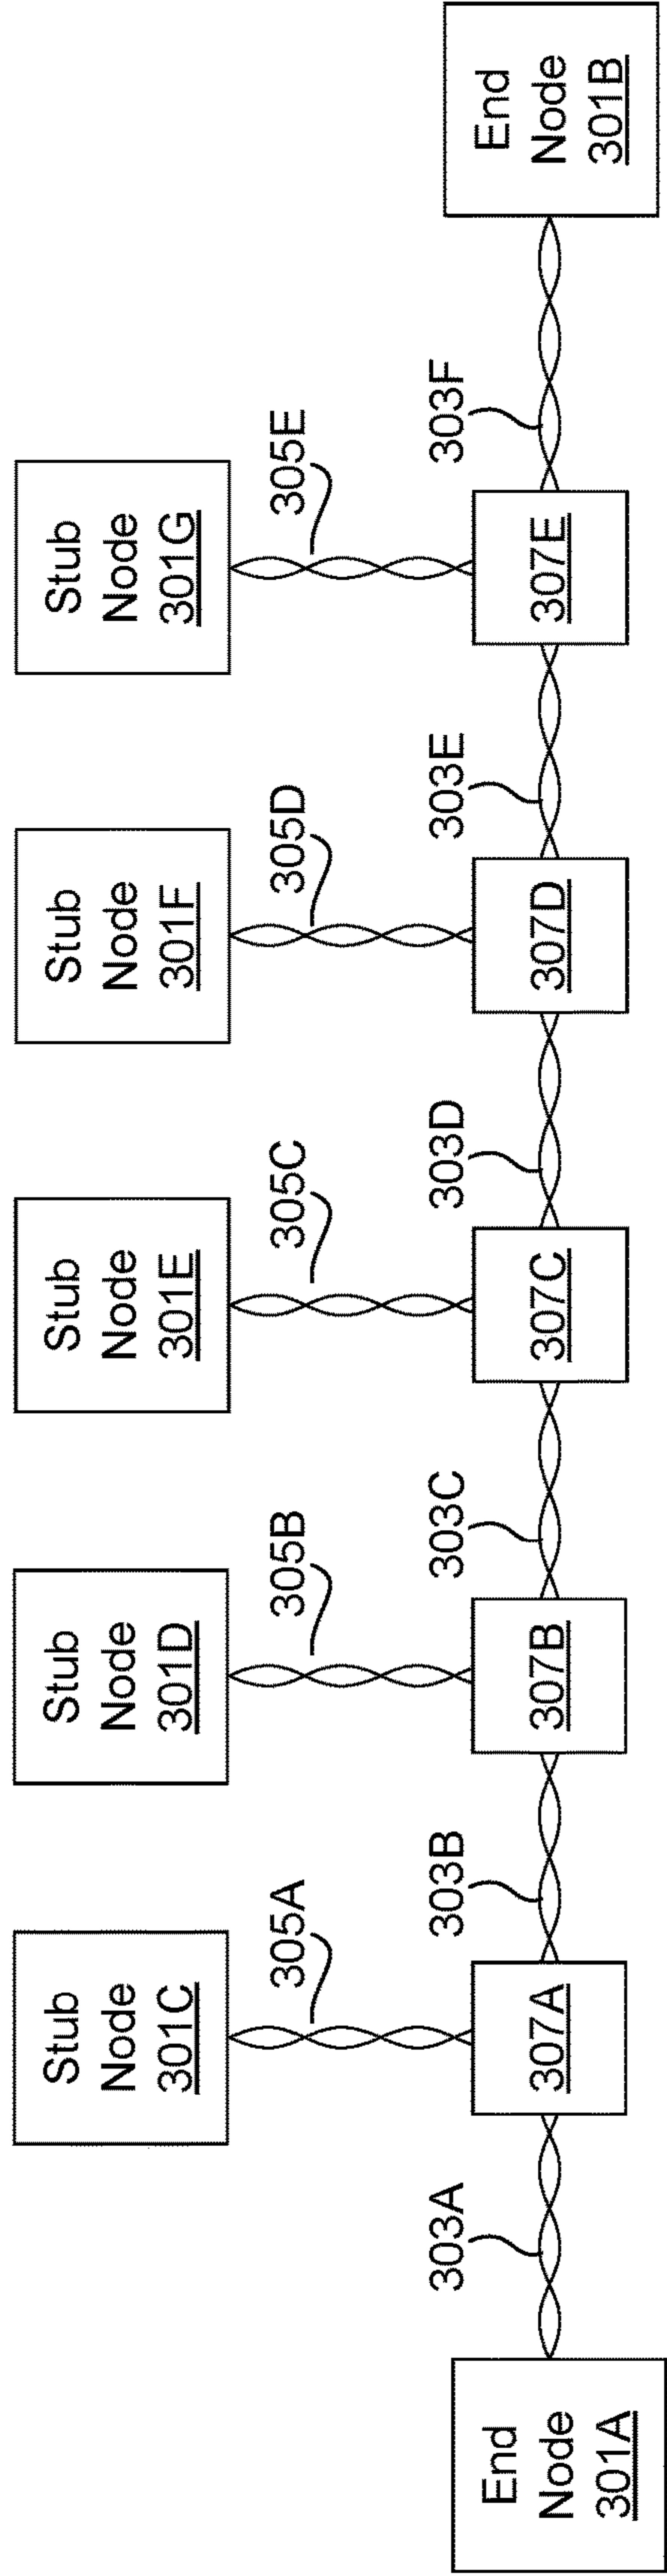 Stub
Node
301C
Stub
Node
301D
Stub
Node
301E
Stub
Node
301F
Stub
Node
301G
305A
305B
305C
305D
305E
303A
303B
303C
303D
303E
303F
End
Node
301A
307A
307B
307C
307D
307E
End
Node
301B